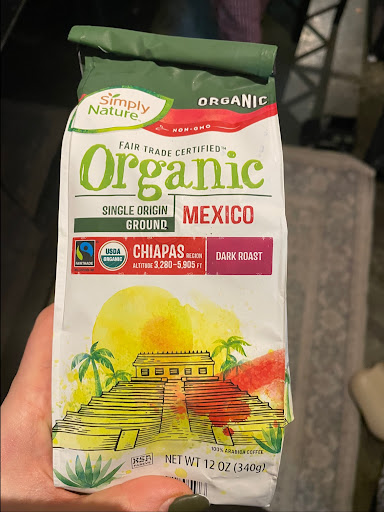 Simply
Nature
ORGANIC
NON-GMO
FAIR TRADE CERTIFIED™
Organic
SINGLE ORIGIN
GROUND
MEXICO
FAIRTRADE
USDA
ORGANIC
CHIAPAS REGION
ALTITUDE 3,280-5,905 FT
DARK ROAST
100% ARABICA COFFEE
NET WT 12 OZ (340g)